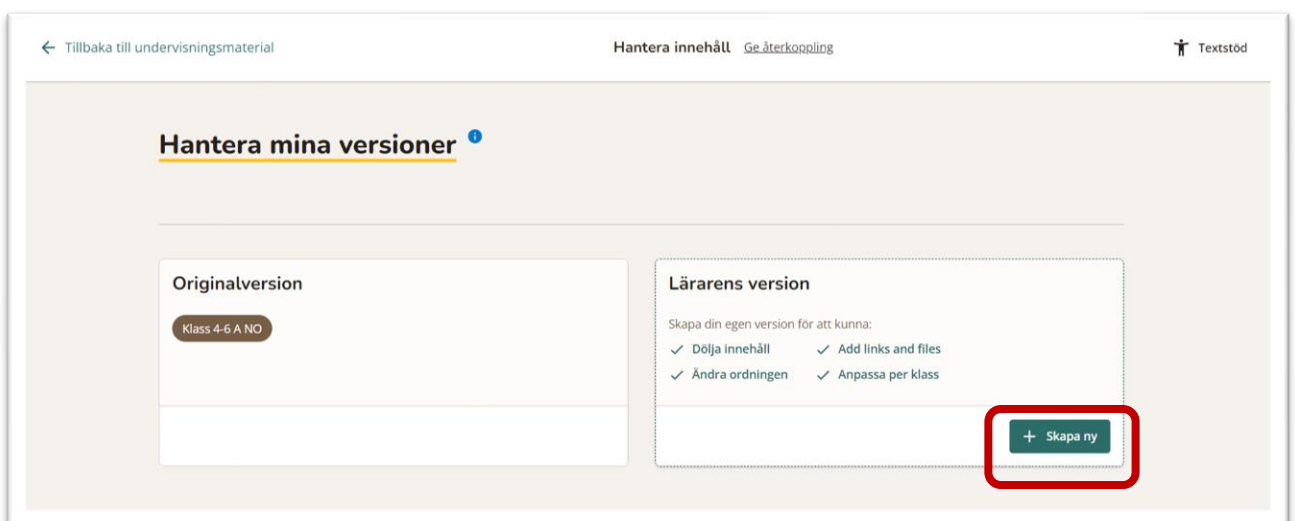 ← Tillbaka till undervisningsmaterial
Hantera innehåll Ge återkoppling
Textstöd
Hantera mina versioner
Originalversion
Klass 4-6 A NO
Lärarens version
Skapa din egen version för att kunna:
✓ Dölja innehåll ✓ Add links and files
✓ Ändra ordningen ✓ Anpassa per klass
+ Skapa ny